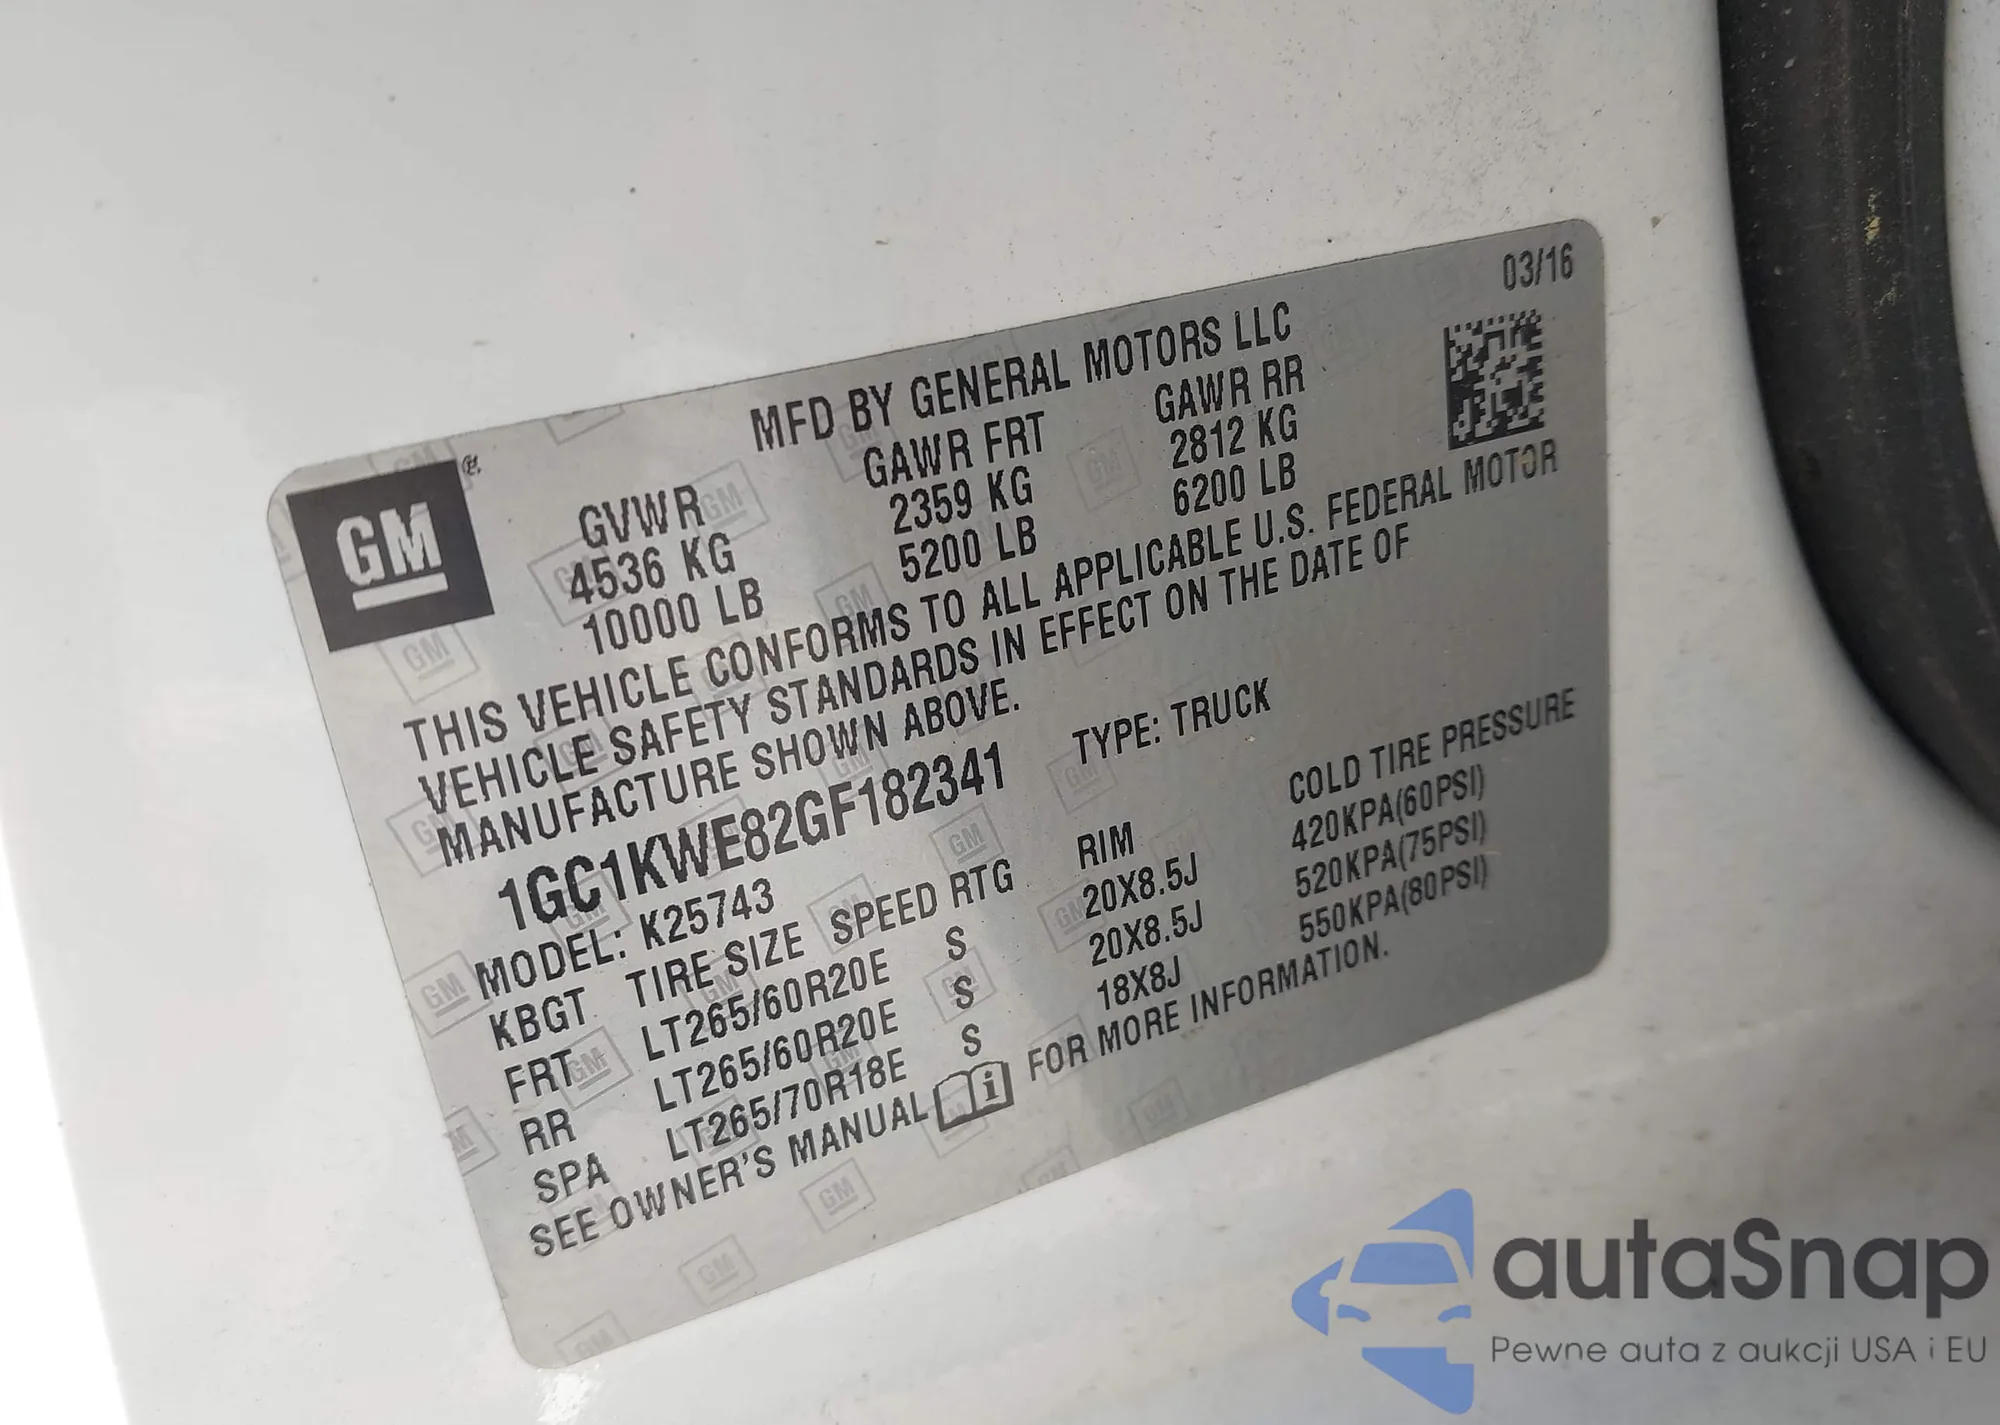 03/16
MFD BY GENERAL MOTORS LLC
GM
GVWR GAWR FRT GAWR RR
4536 KG 2359 KG 2812 KG
10000 LB 5200 LB 6200 LB
THIS VEHICLE CONFORMS TO ALL APPLICABLE U.S. FEDERAL MOTOR
VEHICLE SAFETY STANDARDS IN EFFECT ON THE DATE OF
MANUFACTURE SHOWN ABOVE.
1GC1KWE82GF182341 TYPE: TRUCK
MODEL: K25743
KBGT TIRE SIZE SPEED RTG RIM COLD TIRE PRESSURE
FRT LT265/60R20E S 20X8.5J 420KPA(60PSI)
RR LT265/60R20E S 20X8.5J 520KPA(75PSI)
SPA LT265/70R18E S 18X8J 550KPA(80PSI)
SEE OWNER'S MANUAL i FOR MORE INFORMATION.
autaSnap
Pewne auta z aukcji USA i EU